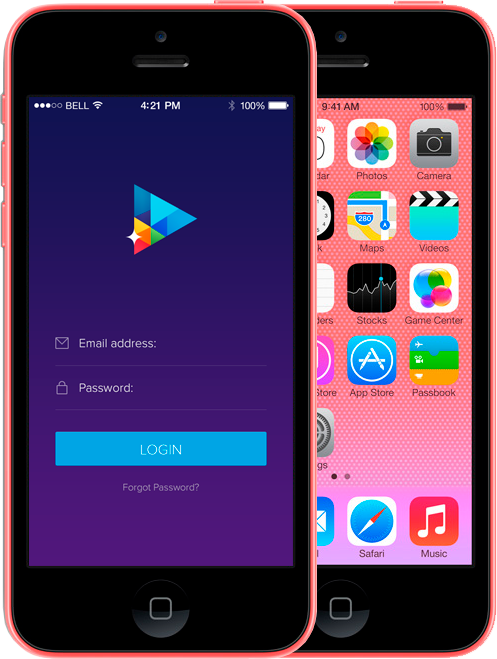 ●●●○○ BELL 4:21 PM 100%
Email address:
Password:
LOGIN
Forgot Password?
9:41 AM 100%
day
dar Photos Camera
k Maps 280 Videos
ders Stocks Game Center
Store App Store Passbook
gs
l Safari Music